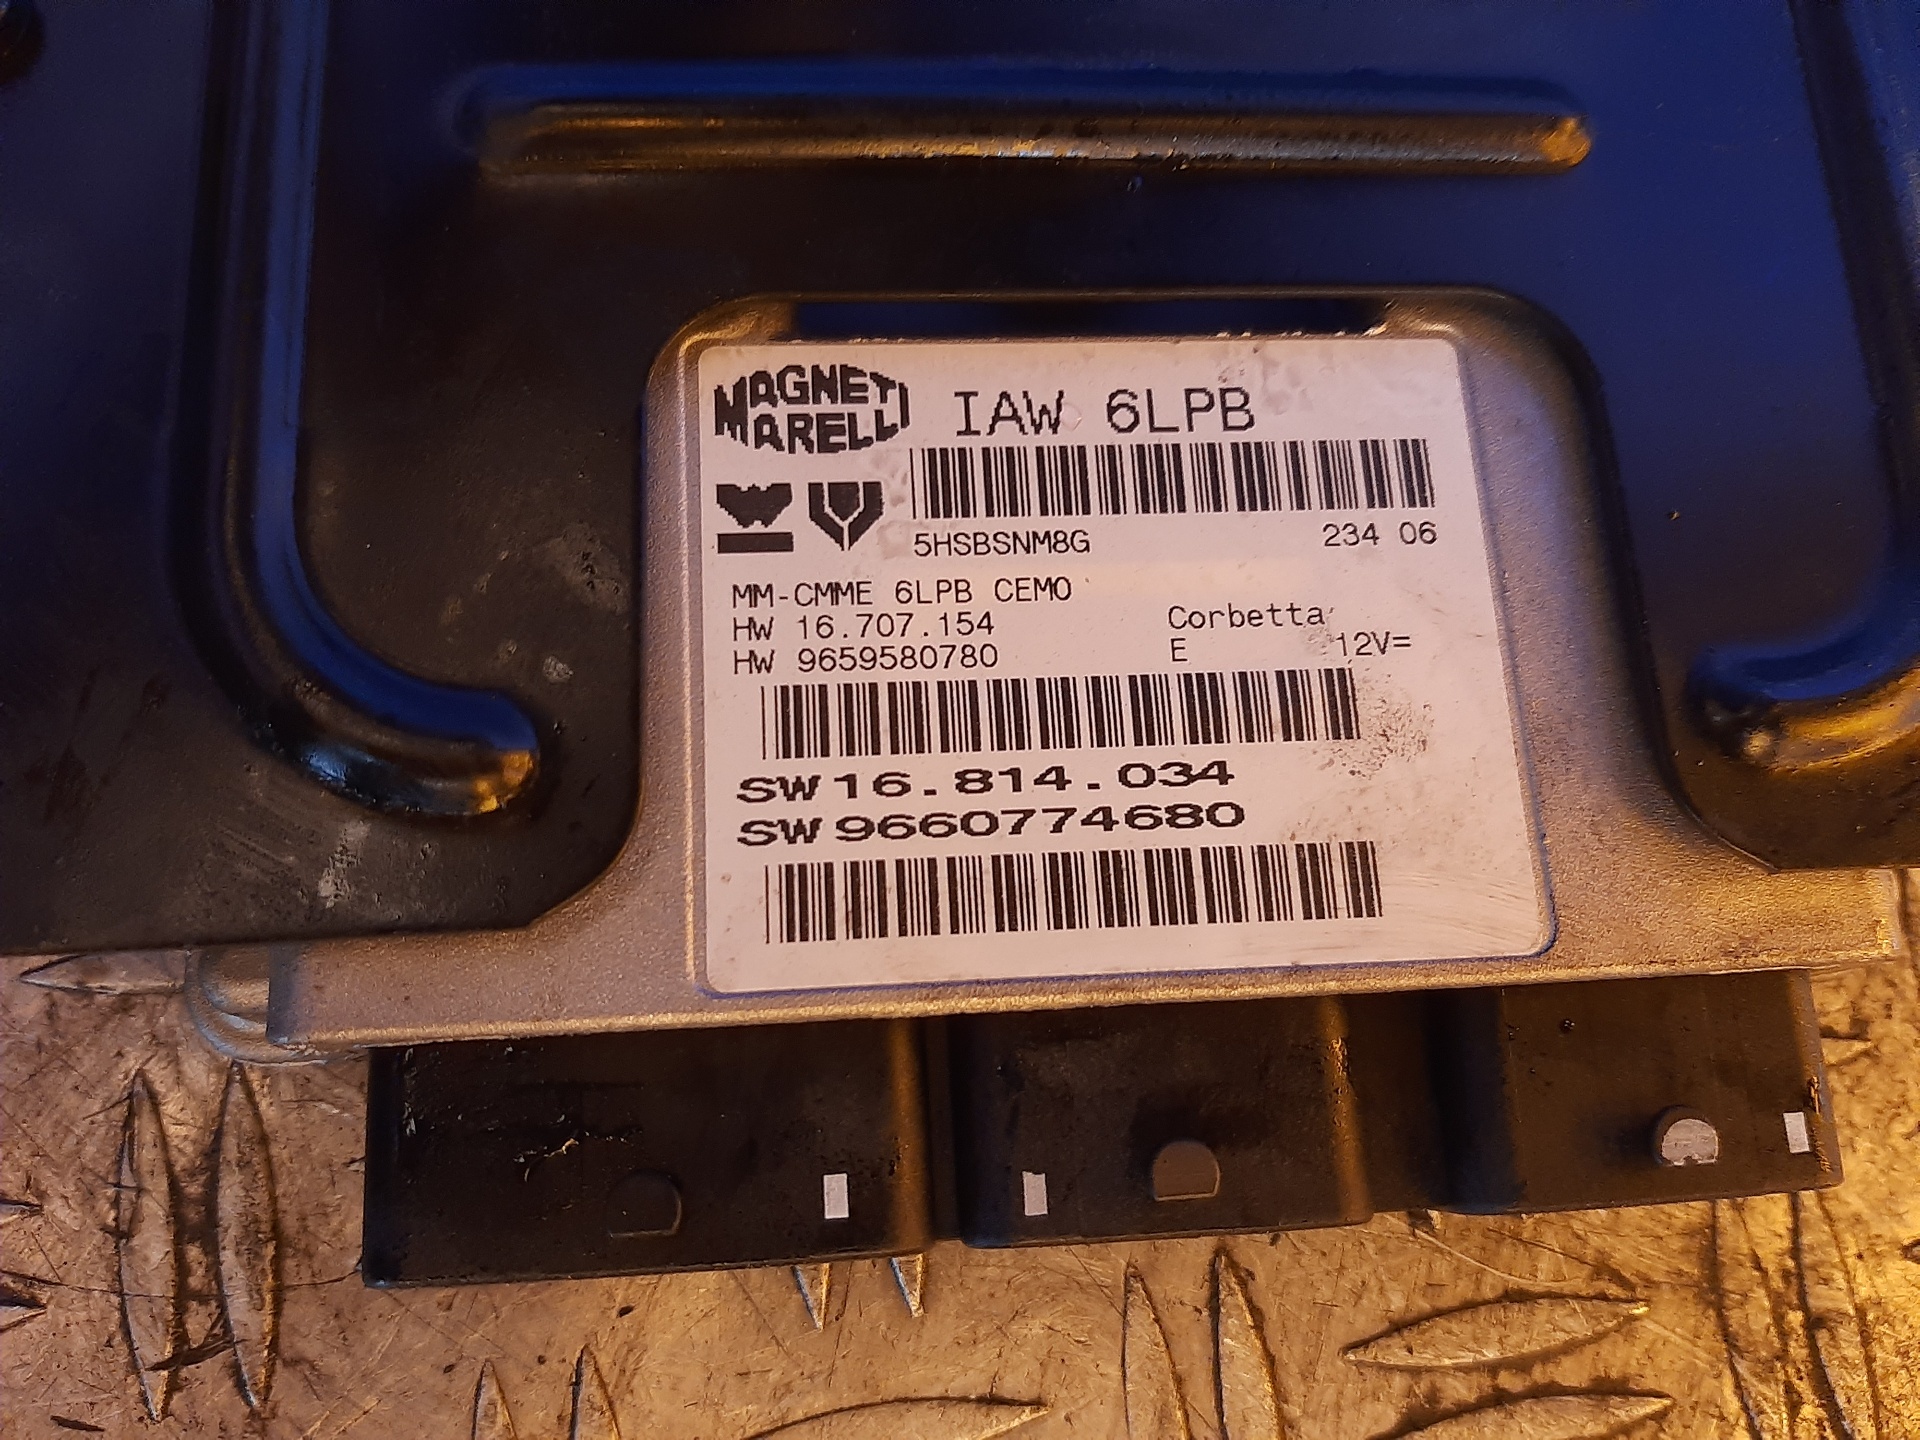 MAGNETI
MARELLI
IAW 6LPB
5HSBSNM8G 234 06
MM-CMME 6LPB CEMO
HW 16.707.154 Corbetta
HW 9659580780 E 12V=
SW 16.814.034
SW 9660774680